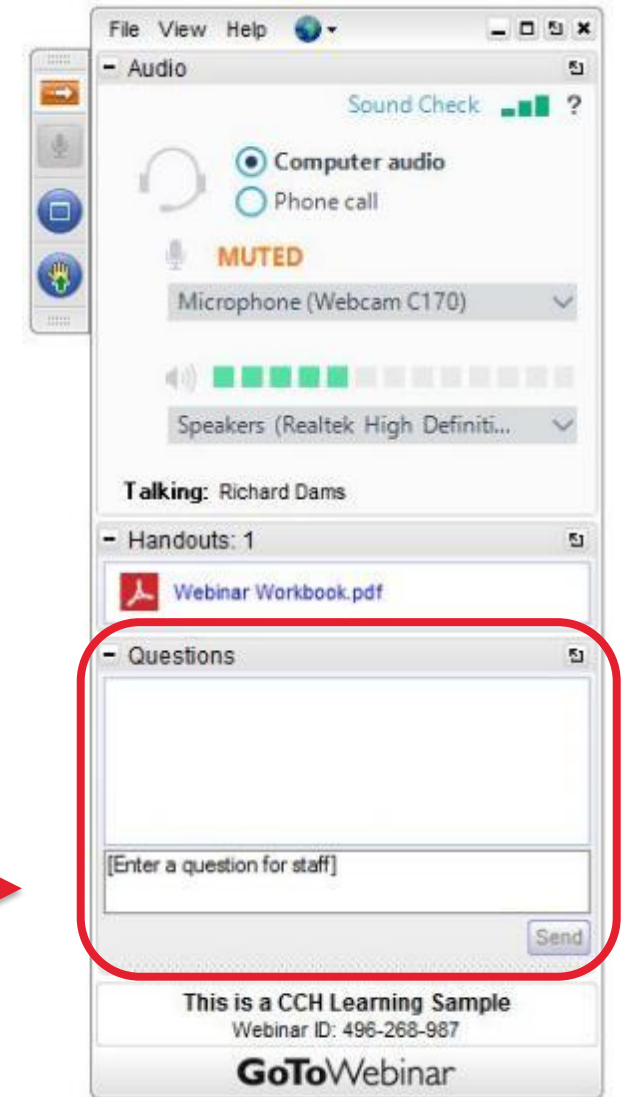 File View Help
- Audio
Sound Check ?
Computer audio
Phone call
MUTED
Microphone (Webcam C170)
Speakers (Realtek High Definiti...
Talking: Richard Dams
- Handouts: 1
Webinar Workbook.pdf
- Questions
[Enter a question for staff]
Send
This is a CCH Learning Sample
Webinar ID: 496-268-987
GoToWebinar